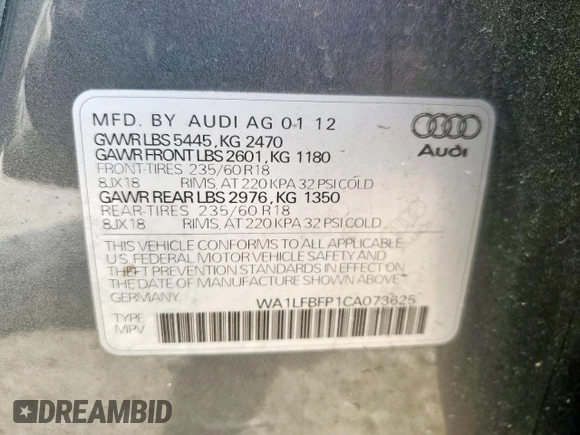 MFD. BY AUDI AG 01 12
GVWR LBS 5445, KG 2470
GAWR FRONT LBS 2601, KG 1180
FRONT-TIRES 235/60 R18
8JX18 RIMS, AT 220 KPA 32 PSI COLD
GAWR REAR LBS 2976, KG 1350
REAR-TIRES 235/60 R18
8JX18 RIMS, AT 220 KPA 32 PSI COLD
Audi
THIS VEHICLE CONFORMS TO ALL APPLICABLE
U.S. FEDERAL MOTOR VEHICLE SAFETY AND
THEFT PREVENTION STANDARDS IN EFFECT ON
THE DATE OF MANUFACTURE SHOWN ABOVE.
GERMANY WA1LFBFP1CA073625
TYPE
MPV
DREAMBID